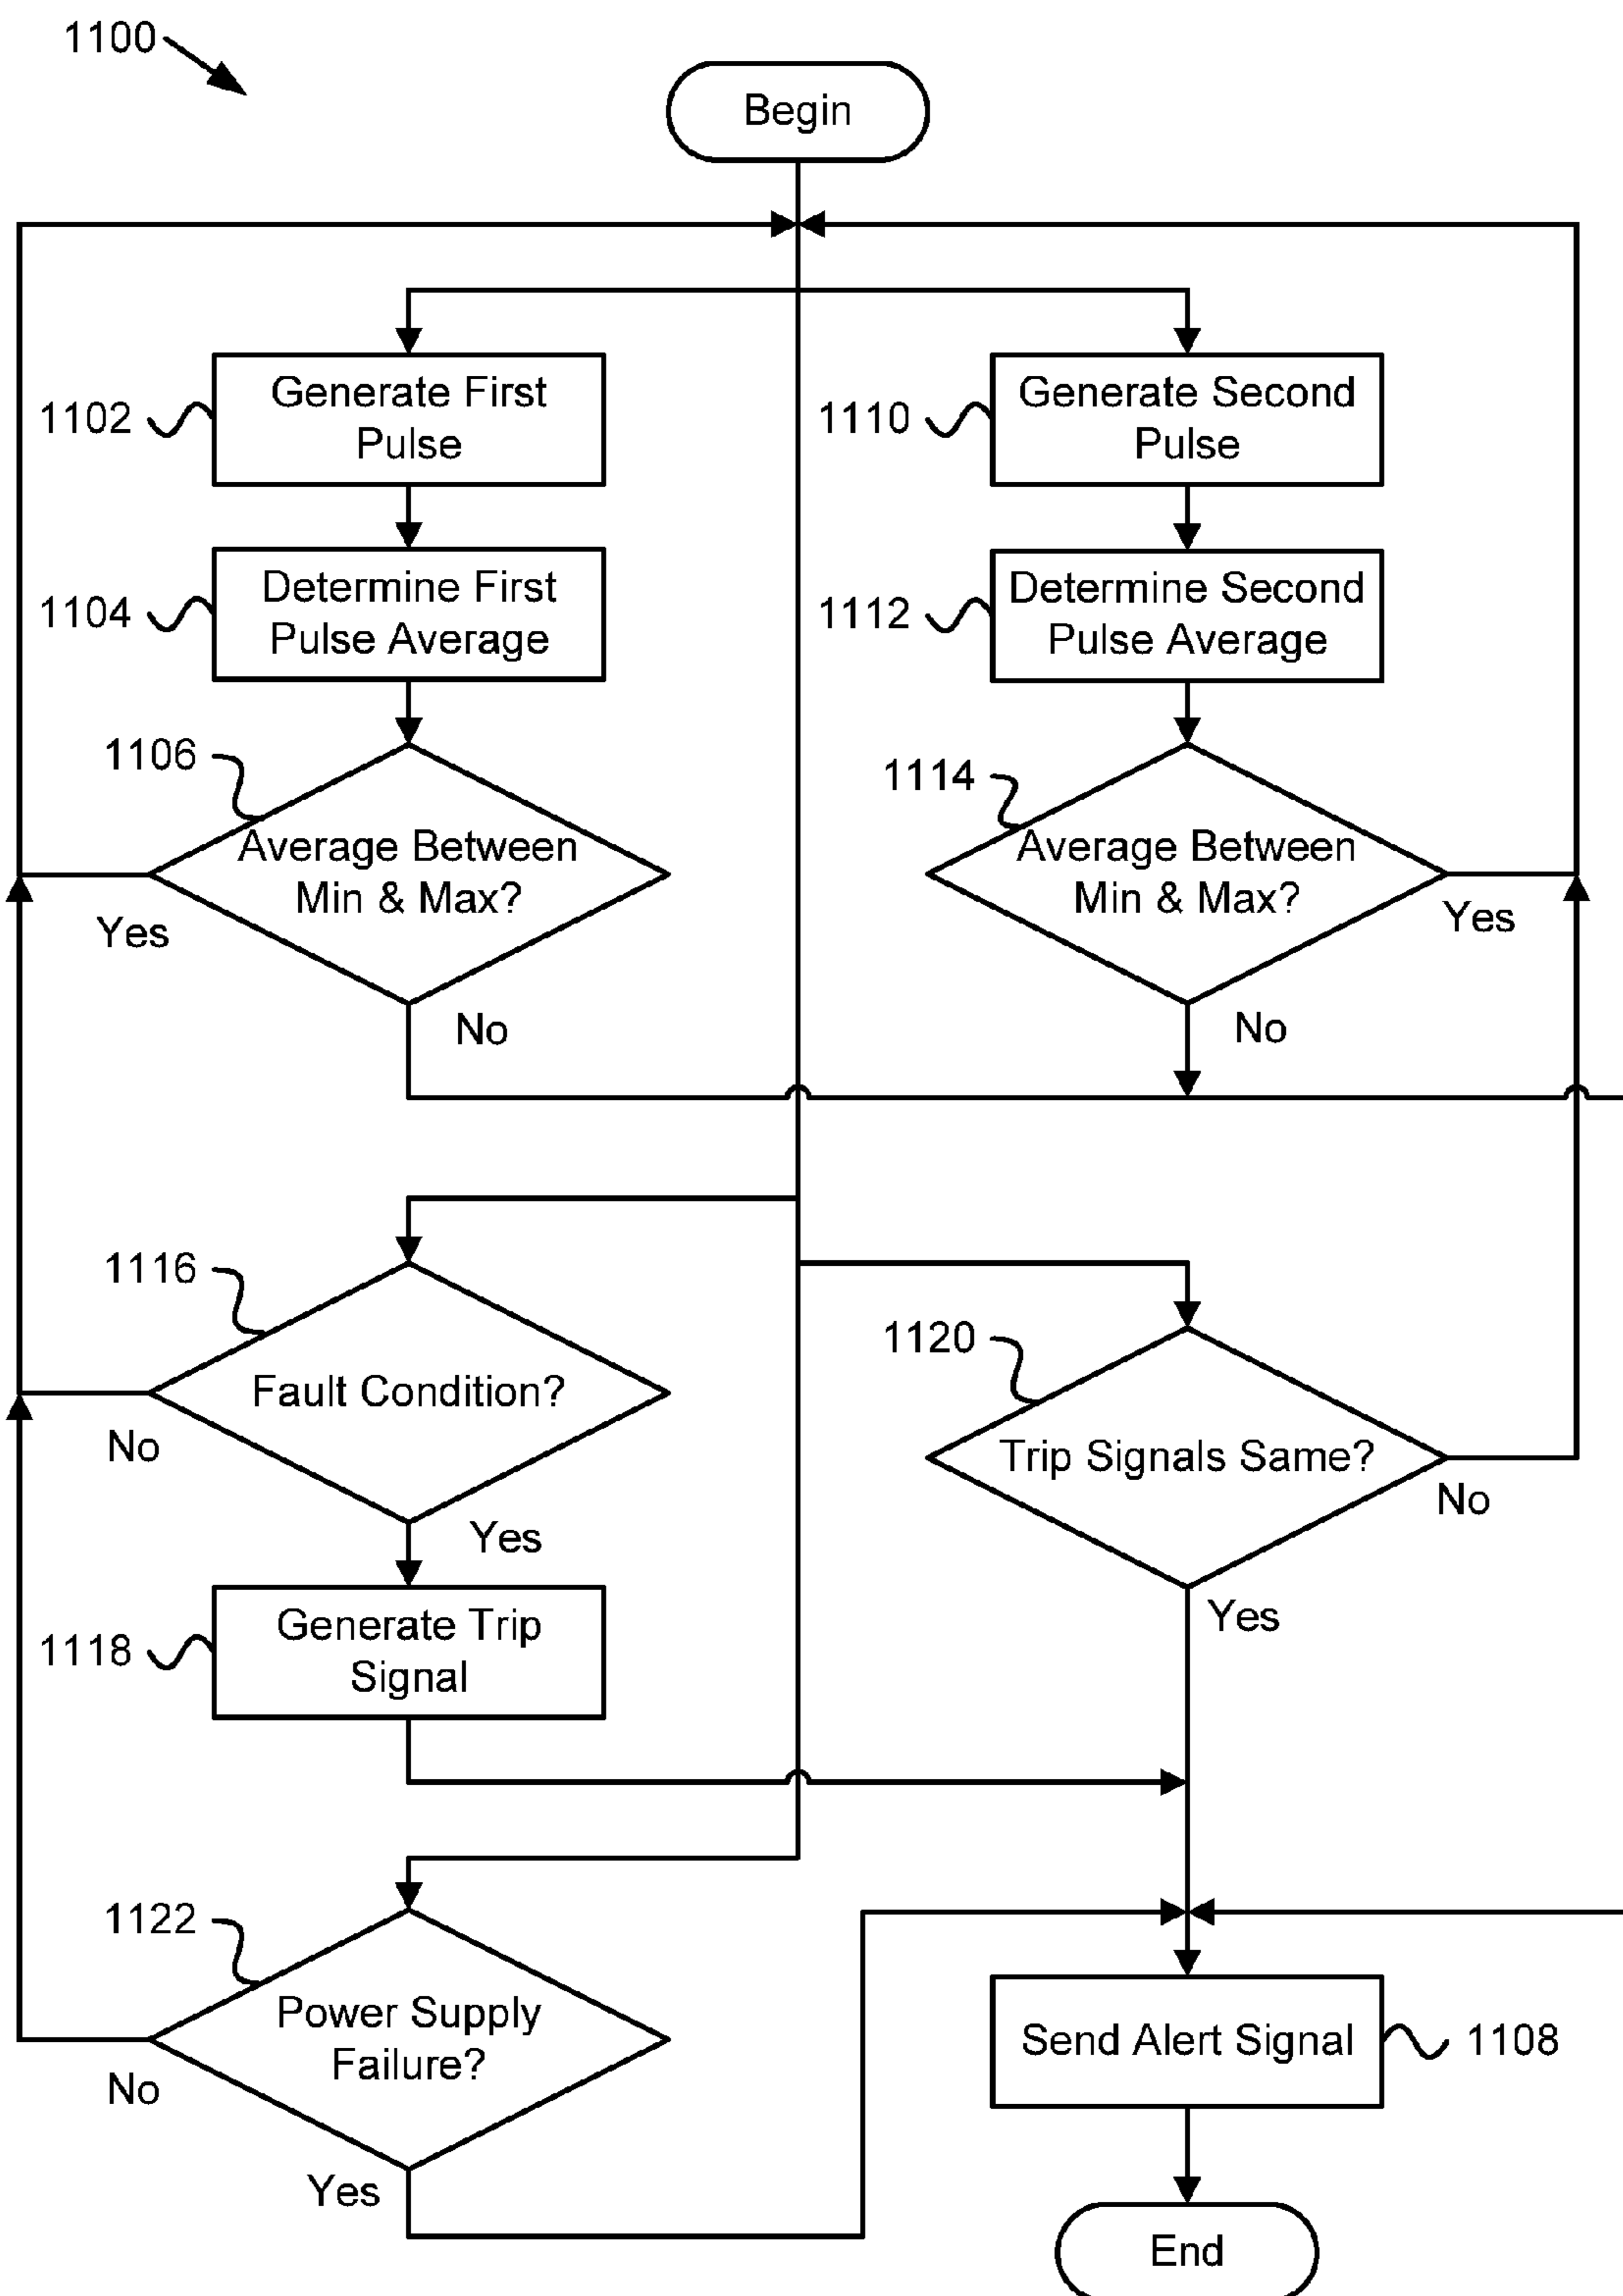 1100
Begin
1102
Generate First
Pulse
1110
Generate Second
Pulse
1104
Determine First
Pulse Average
1112
Determine Second
Pulse Average
1106
Average Between
Min & Max?
Yes
No
1114
Average Between
Min & Max?
Yes
No
1116
Fault Condition?
No
Yes
1120
Trip Signals Same?
No
Yes
1118
Generate Trip
Signal
1122
Power Supply
Failure?
No
Yes
Send Alert Signal
1108
End